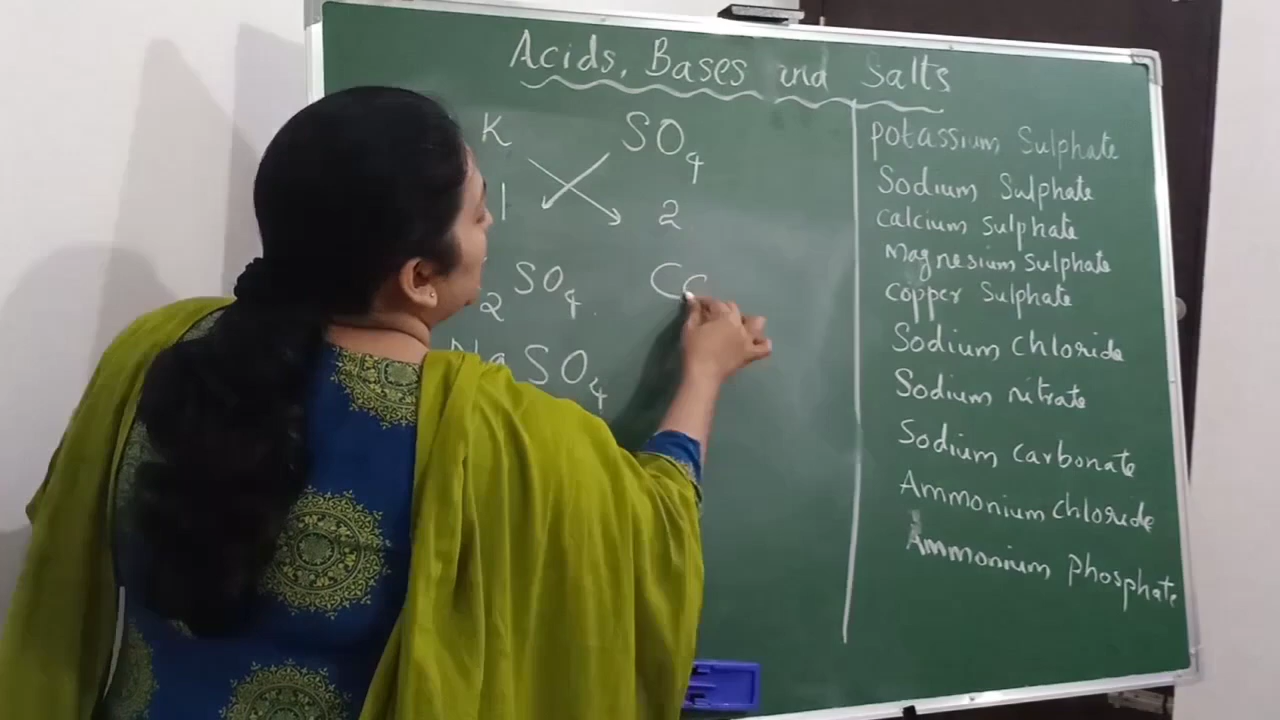 Acids, Bases and Salts
K SO4
1 2
2 SO4
Na SO4
C
Potassium Sulphate
Sodium Sulphate
Calcium Sulphate
Magnesium Sulphate
Copper Sulphate
Sodium Chloride
Sodium nitrate
Sodium carbonate
Ammonium chloride
Ammonium Phosphate